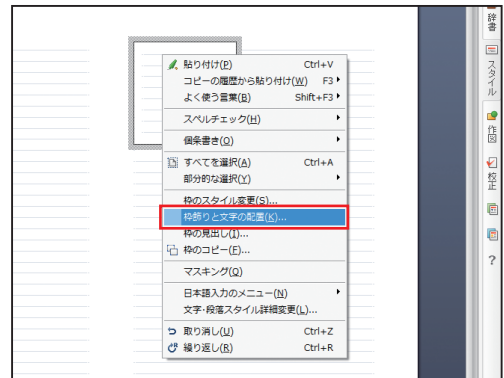 貼り付け(P) Ctrl+V
コピーの履歴から貼り付け(W) F3
よく使う言葉(B) Shift+F3
スペルチェック(H)
個条書き(O)
すべてを選択(A) Ctrl+A
部分的な選択(Y)
枠のスタイル変更(S)...
枠飾りと文字の配置(K)...
枠の見出し(I)...
枠のコピー(F)...
マスキング(Q)
日本語入力のメニュー(N)
文字・段落スタイル詳細変更(L)...
取り消し(U) Ctrl+Z
繰り返し(R) Ctrl+R
辞書
スタイル
作図
校正
?